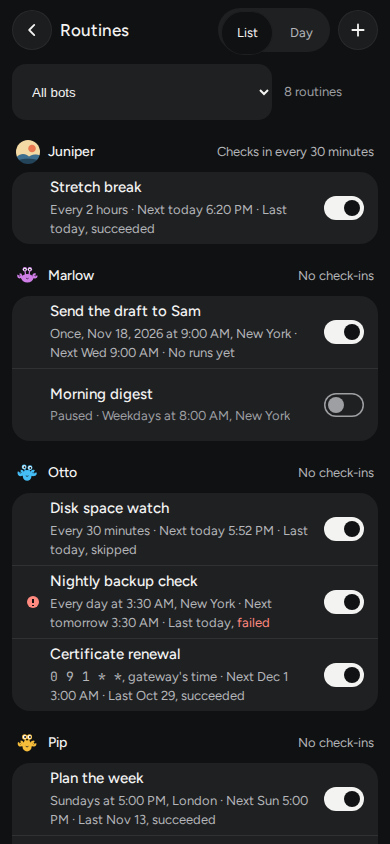 Routines
List
Day
All bots
8 routines
Juniper
Checks in every 30 minutes
Stretch break
Every 2 hours · Next today 6:20 PM · Last
today, succeeded
Marlow
No check-ins
Send the draft to Sam
Once, Nov 18, 2026 at 9:00 AM, New York ·
Next Wed 9:00 AM · No runs yet
Morning digest
Paused · Weekdays at 8:00 AM, New York
Otto
No check-ins
Disk space watch
Every 30 minutes · Next today 5:52 PM · Last
today, skipped
Nightly backup check
Every day at 3:30 AM, New York · Next
tomorrow 3:30 AM · Last today, failed
Certificate renewal
0 9 1 * *, gateway's time · Next Dec 1
3:00 AM · Last Oct 29, succeeded
Pip
No check-ins
Plan the week
Sundays at 5:00 PM, London · Next Sun 5:00
PM · Last Nov 13, succeeded